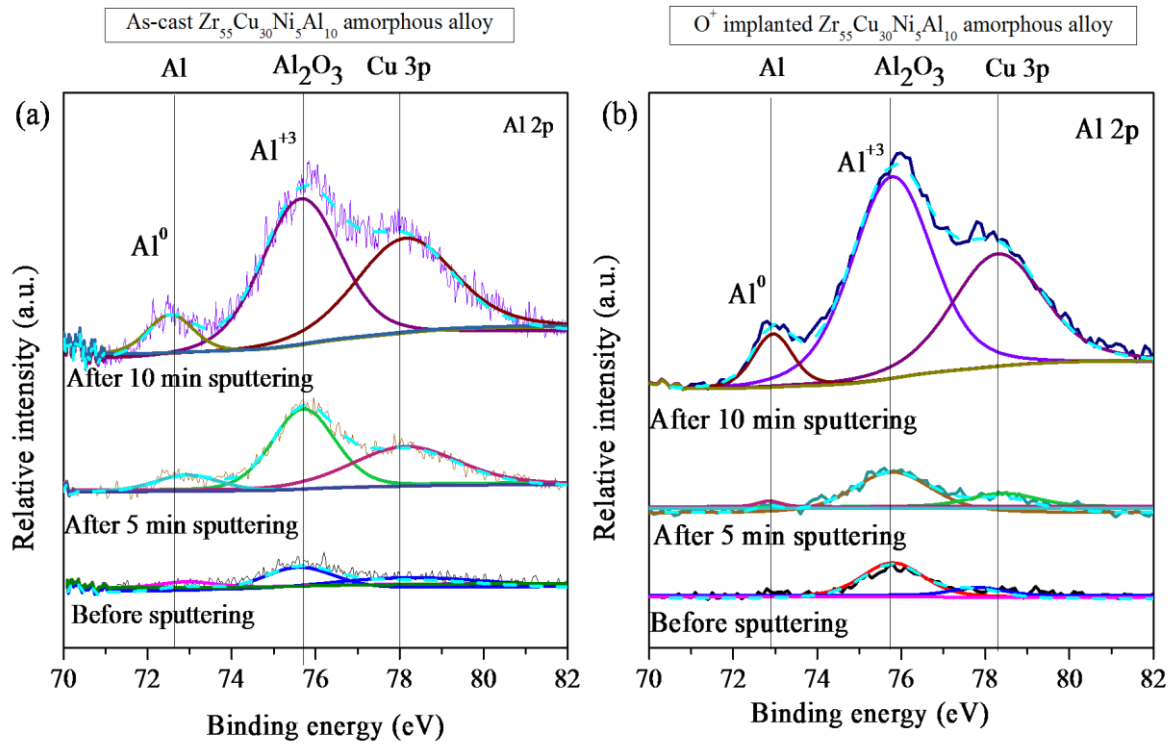 As-cast Zr₅₅Cu₃₀Ni₅Al₁₀ amorphous alloy
Al Al₂O₃ Cu 3p
(a)
Al 2p
Al⁺³
Al⁰
After 10 min sputtering
After 5 min sputtering
Before sputtering
Relative intensity (a.u.)
70 72 74 76 78 80 82
Binding energy (eV)
O⁺ implanted Zr₅₅Cu₃₀Ni₅Al₁₀ amorphous alloy
Al Al₂O₃ Cu 3p
(b)
Al 2p
Al⁺³
Al⁰
After 10 min sputtering
After 5 min sputtering
Before sputtering
Relative intensity (a.u.)
70 72 74 76 78 80 82
Binding energy (eV)